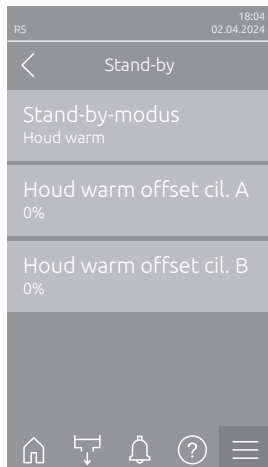 18:04
RS 02.04.2024
Stand-by
Stand-by-modus
Houd warm
Houd warm offset cil. A
0%
Houd warm offset cil. B
0%
?